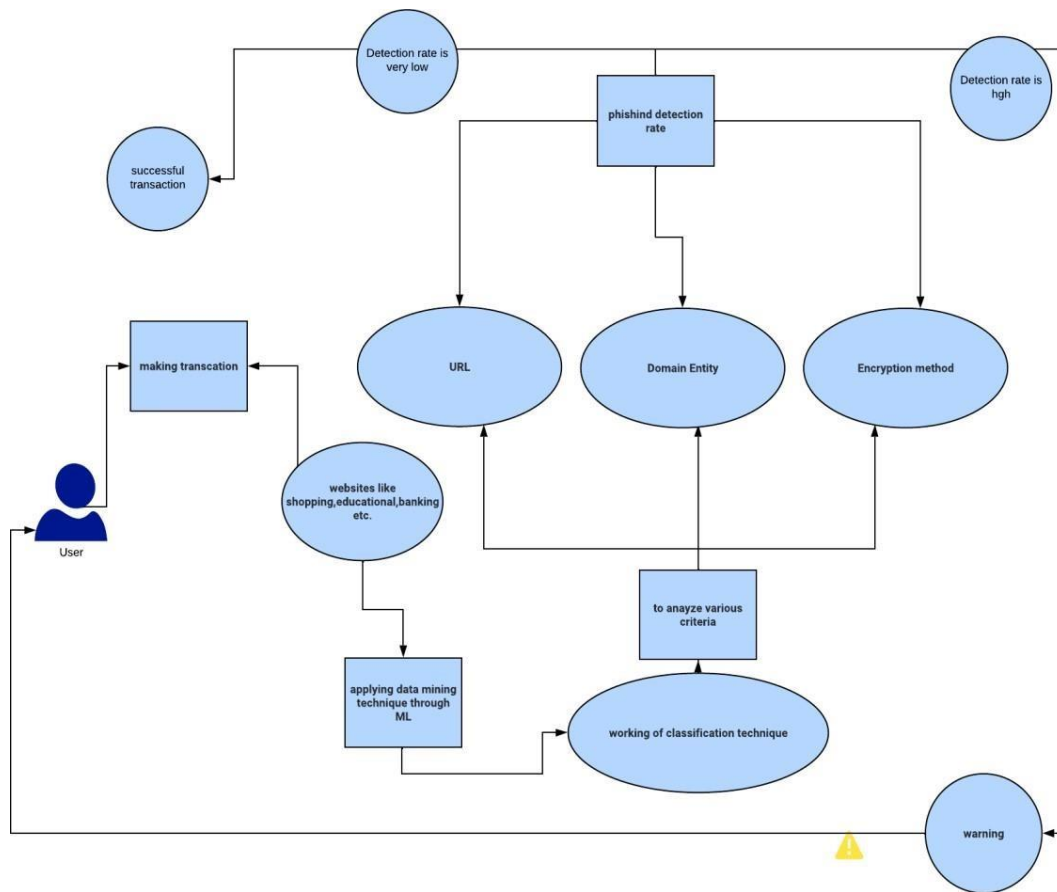 Detection rate is
very low
Detection rate is
hgh
phishind detection
rate
successful
transaction
making transcation
URL
Domain Entity
Encryption method
websites like
shopping,educational,banking
etc.
User
to anayze various
criteria
applying data mining
technique through
ML
working of classification technique
warning